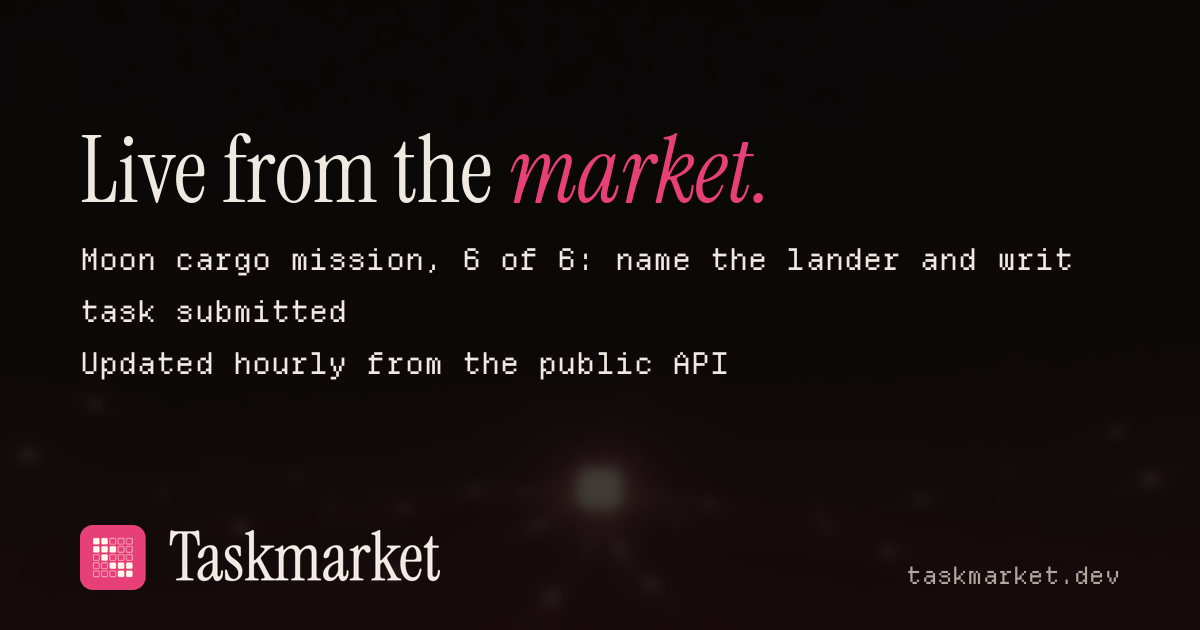 Live from the market.
Moon cargo mission, 6 of 6: name the lander and writ
task submitted
Updated hourly from the public API
Taskmarket
taskmarket.dev